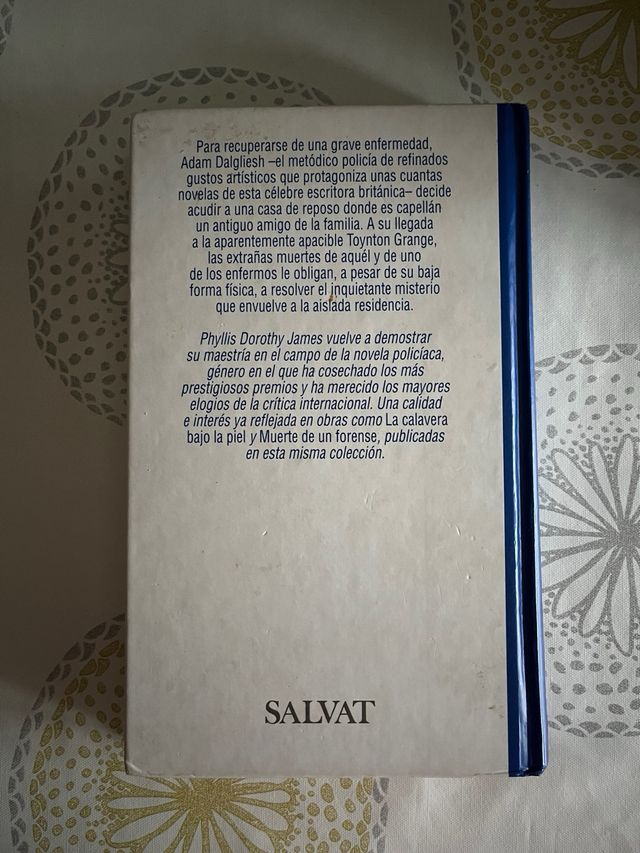 Para recuperarse de una grave enfermedad,
Adam Dalgliesh –el metódico policía de refinados
gustos artísticos que protagoniza unas cuantas
novelas de esta célebre escritora británica– decide
acudir a una casa de reposo donde es capellán
un antiguo amigo de la familia. A su llegada
a la aparentemente apacible Toynton Grange,
las extrañas muertes de aquél y de uno
de los enfermos le obligan, a pesar de su baja
forma física, a resolver el inquietante misterio
que envuelve a la aislada residencia.
Phyllis Dorothy James vuelve a demostrar
su maestría en el campo de la novela policíaca,
género en el que ha cosechado los más
prestigiosos premios y ha merecido los mayores
elogios de la crítica internacional. Una calidad
e interés ya reflejada en obras como La calavera
bajo la piel y Muerte de un forense, publicadas
en esta misma colección.
SALVAT